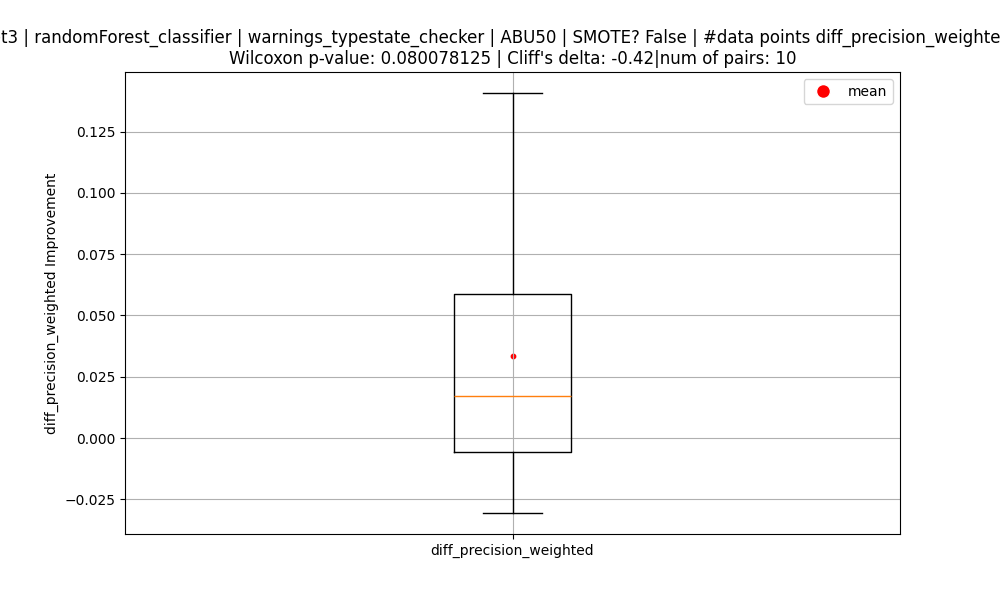 t3 | randomForest_classifier | warnings_typestate_checker | ABU50 | SMOTE? False | #data points diff_precision_weighte
Wilcoxon p-value: 0.080078125 | Cliff's delta: -0.42|num of pairs: 10
mean
0.125
0.100
0.075
0.050
0.025
0.000
−0.025
diff_precision_weighted Improvement
diff_precision_weighted